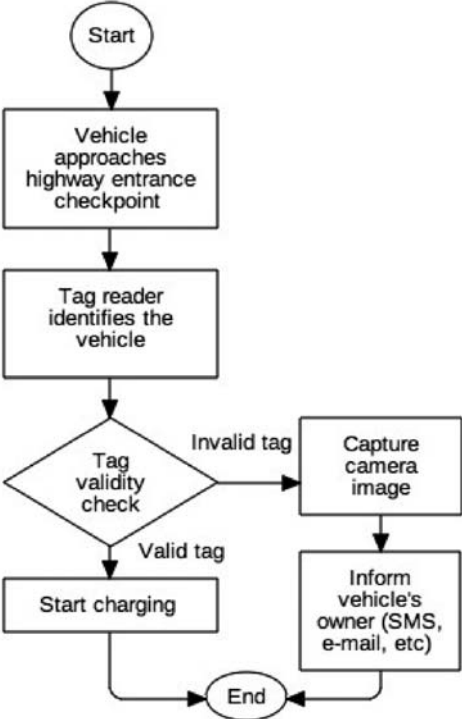 Start
Vehicle
approaches
highway entrance
checkpoint
Tag reader
identifies the
vehicle
Tag
validity
check
Invalid tag
Capture
camera
image
Valid tag
Start charging
Inform
vehicle's
owner (SMS,
e-mail, etc)
End